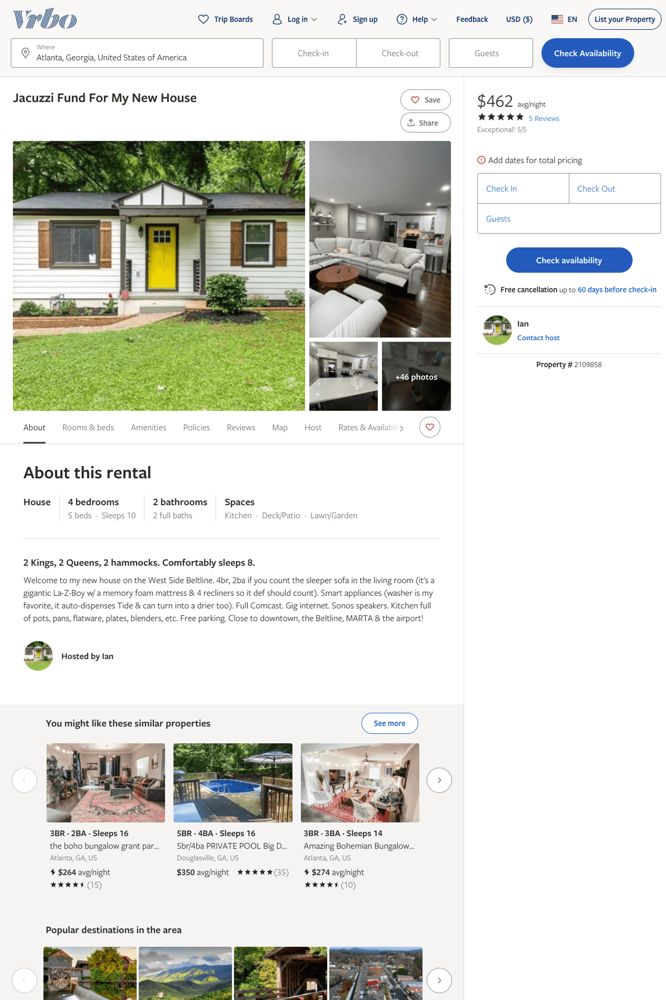 Vrbo
Trip Boards
Log in
Sign up
Help
Feedback
USD ($)
EN
List your Property
Where
Atlanta, Georgia, United States of America
Check-in
Check-out
Guests
Check Availability
Jacuzzi Fund For My New House
Save
Share
+46 photos
$462 avg/night
5 Reviews
Exceptional! 5/5
Add dates for total pricing
Check In
Check Out
Guests
Check availability
Free cancellation up to 60 days before check-in
Ian
Contact host
Property # 2109858
About
Rooms & beds
Amenities
Policies
Reviews
Map
Host
Rates & Availabili
About this rental
House
4 bedrooms
5 beds · Sleeps 10
2 bathrooms
2 full baths
Spaces
Kitchen · Deck/Patio · Lawn/Garden
2 Kings, 2 Queens, 2 hammocks. Comfortably sleeps 8.
Welcome to my new house on the West Side Beltline. 4br, 2ba if you count the sleeper sofa in the living room (it's a
gigantic La-Z-Boy w/ a memory foam mattress & 4 recliners so it def should count). Smart appliances (washer is my
favorite, it auto-dispenses Tide & can turn into a drier too). Full Comcast. Gig internet. Sonos speakers. Kitchen full
of pots, pans, flatware, plates, blenders, etc. Free parking. Close to downtown, the Beltline, MARTA & the airport!
Hosted by Ian
You might like these similar properties
See more
3BR · 2BA · Sleeps 16
the boho bungalow grant par...
Atlanta, GA, US
$264 avg/night
(15)
5BR · 4BA · Sleeps 16
5br/4ba PRIVATE POOL Big D...
Douglasville, GA, US
$350 avg/night
(35)
3BR · 3BA · Sleeps 14
Amazing Bohemian Bungalow...
Atlanta, GA, US
$274 avg/night
(10)
Popular destinations in the area